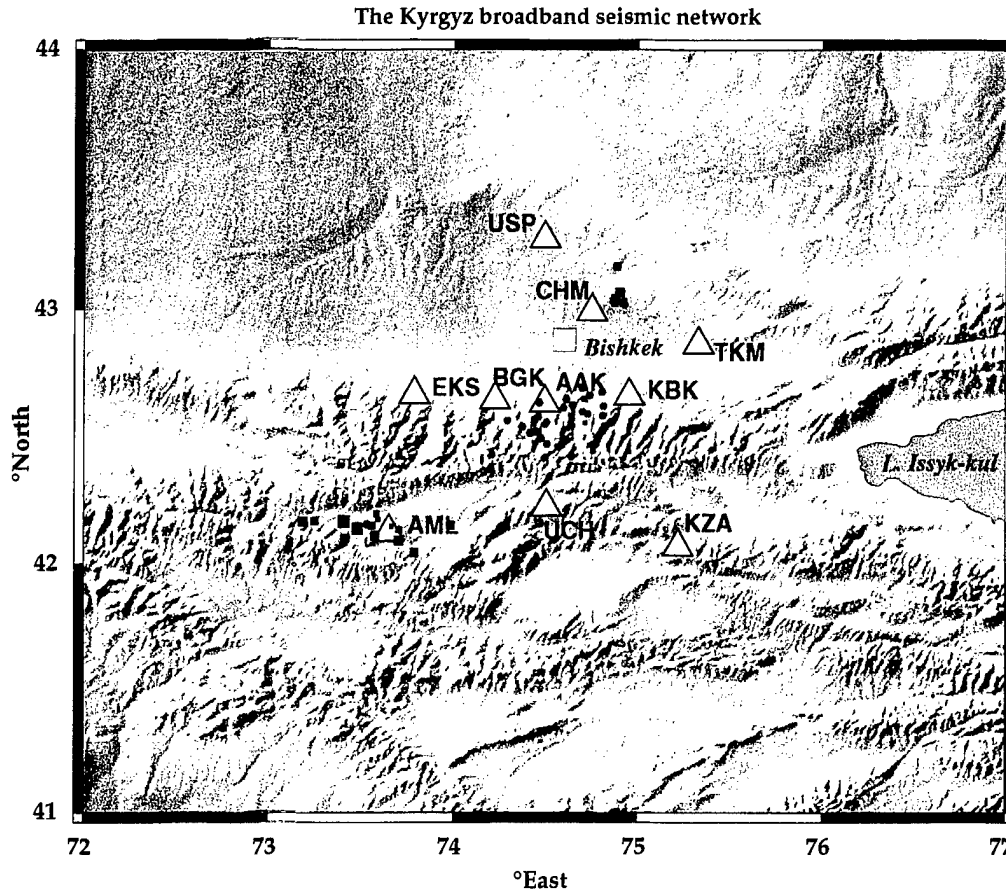 The Kyrgyz broadband seismic network
44
USP
CHM
43
Bishkek
TKM
EKS
BGK
AAK
KBK
°North
L. Issyk-kul
AML
UCH
KZA
42
41
72
73
74
75
76
77
°East